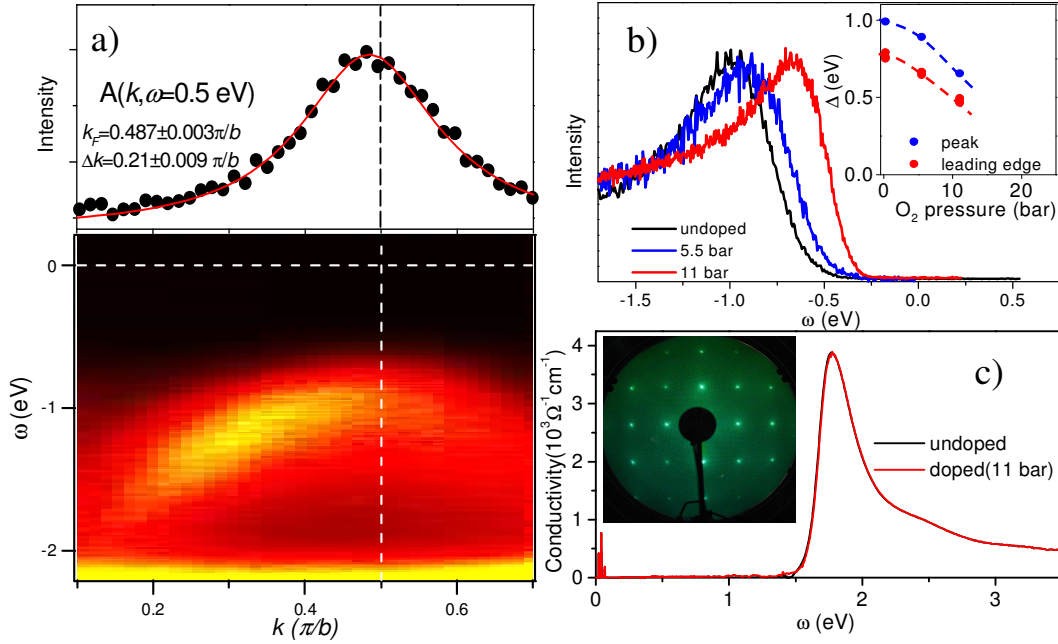 a)
Intensity
A(k,ω=0.5 eV)
k_F=0.487±0.003π/b
Δk=0.21±0.009 π/b
0
-1
-2
ω (eV)
0.2
0.4
0.6
k (π/b)
b)
Intensity
undoped
5.5 bar
11 bar
-1.5
-1.0
-0.5
0.0
0.5
ω (eV)
1.0
0.5
0.0
Δ (eV)
peak
leading edge
0
10
20
O₂ pressure (bar)
c)
Conductivity(10³Ω⁻¹cm⁻¹)
4
3
2
1
0
undoped
doped(11 bar)
0
1
2
3
ω (eV)